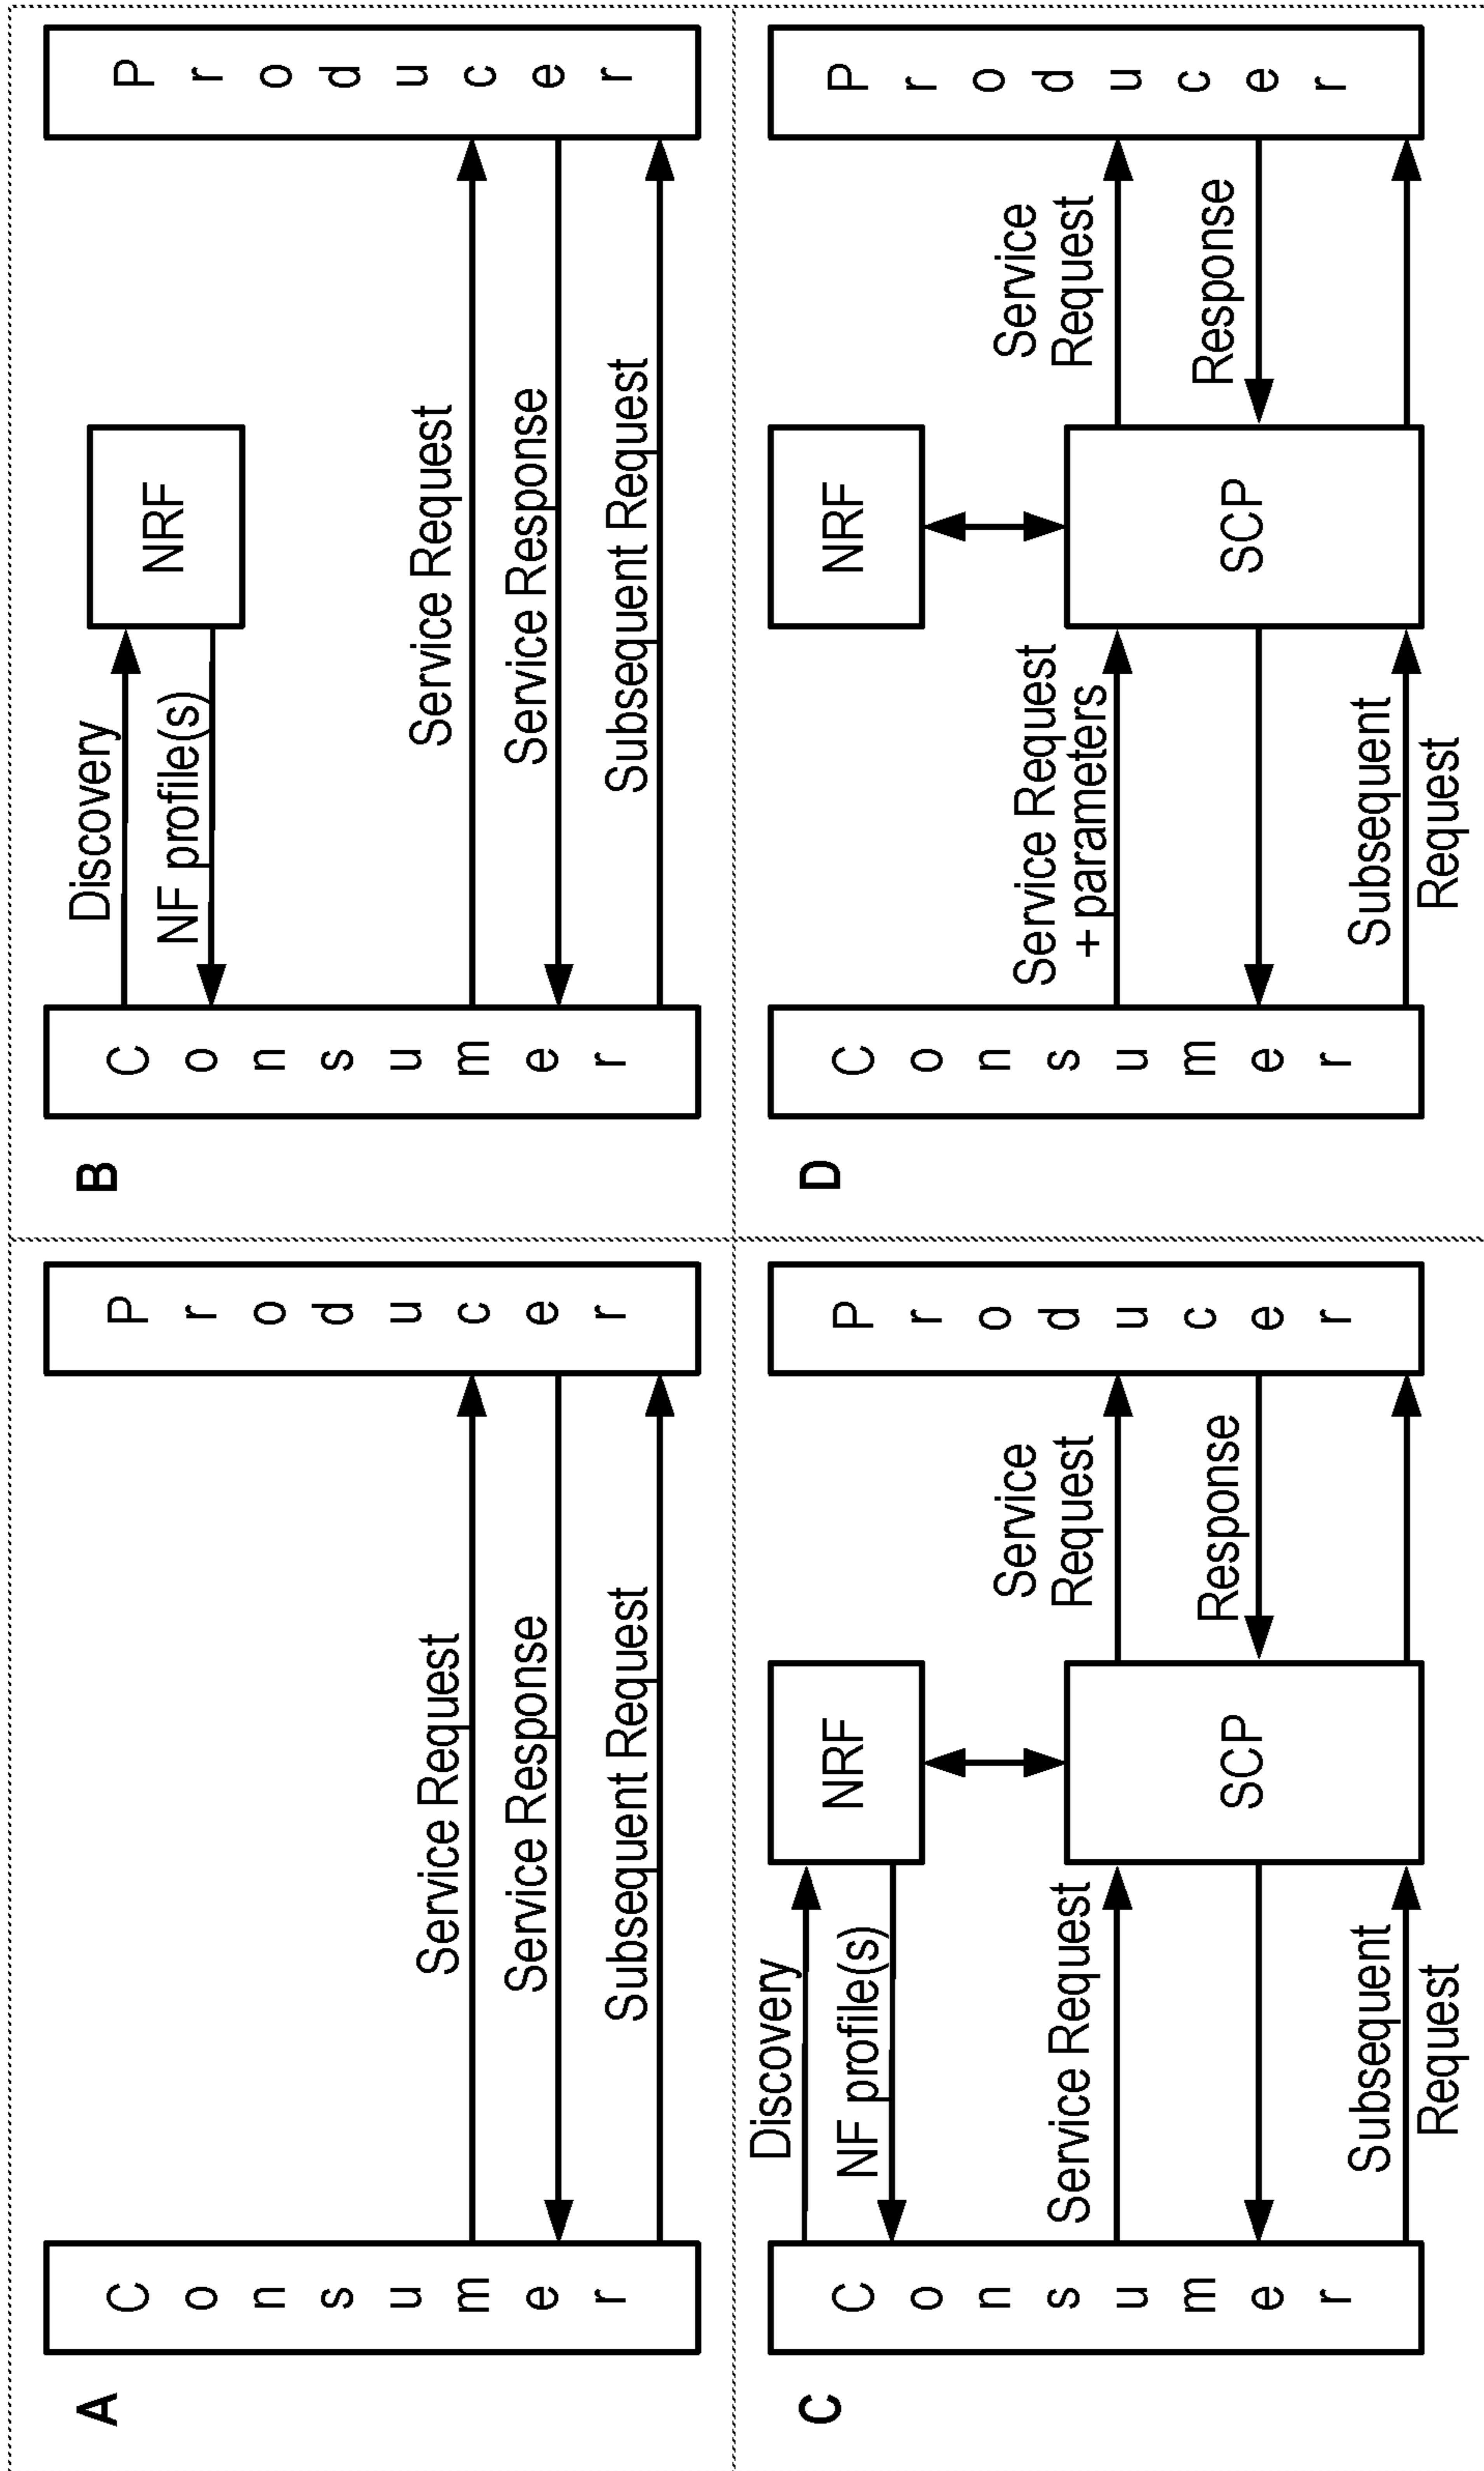 A
Consumer
Service Request
Service Response
Subsequent Request
Producer
B
Consumer
Discovery
NF profile(s)
NRF
Service Request
Service Response
Subsequent Request
Producer
C
Consumer
Discovery
NF profile(s)
NRF
Service Request
SCP
Service
Request
Response
Subsequent
Request
Producer
D
Consumer
NRF
Service Request
+ parameters
SCP
Service
Request
Response
Subsequent
Request
Producer